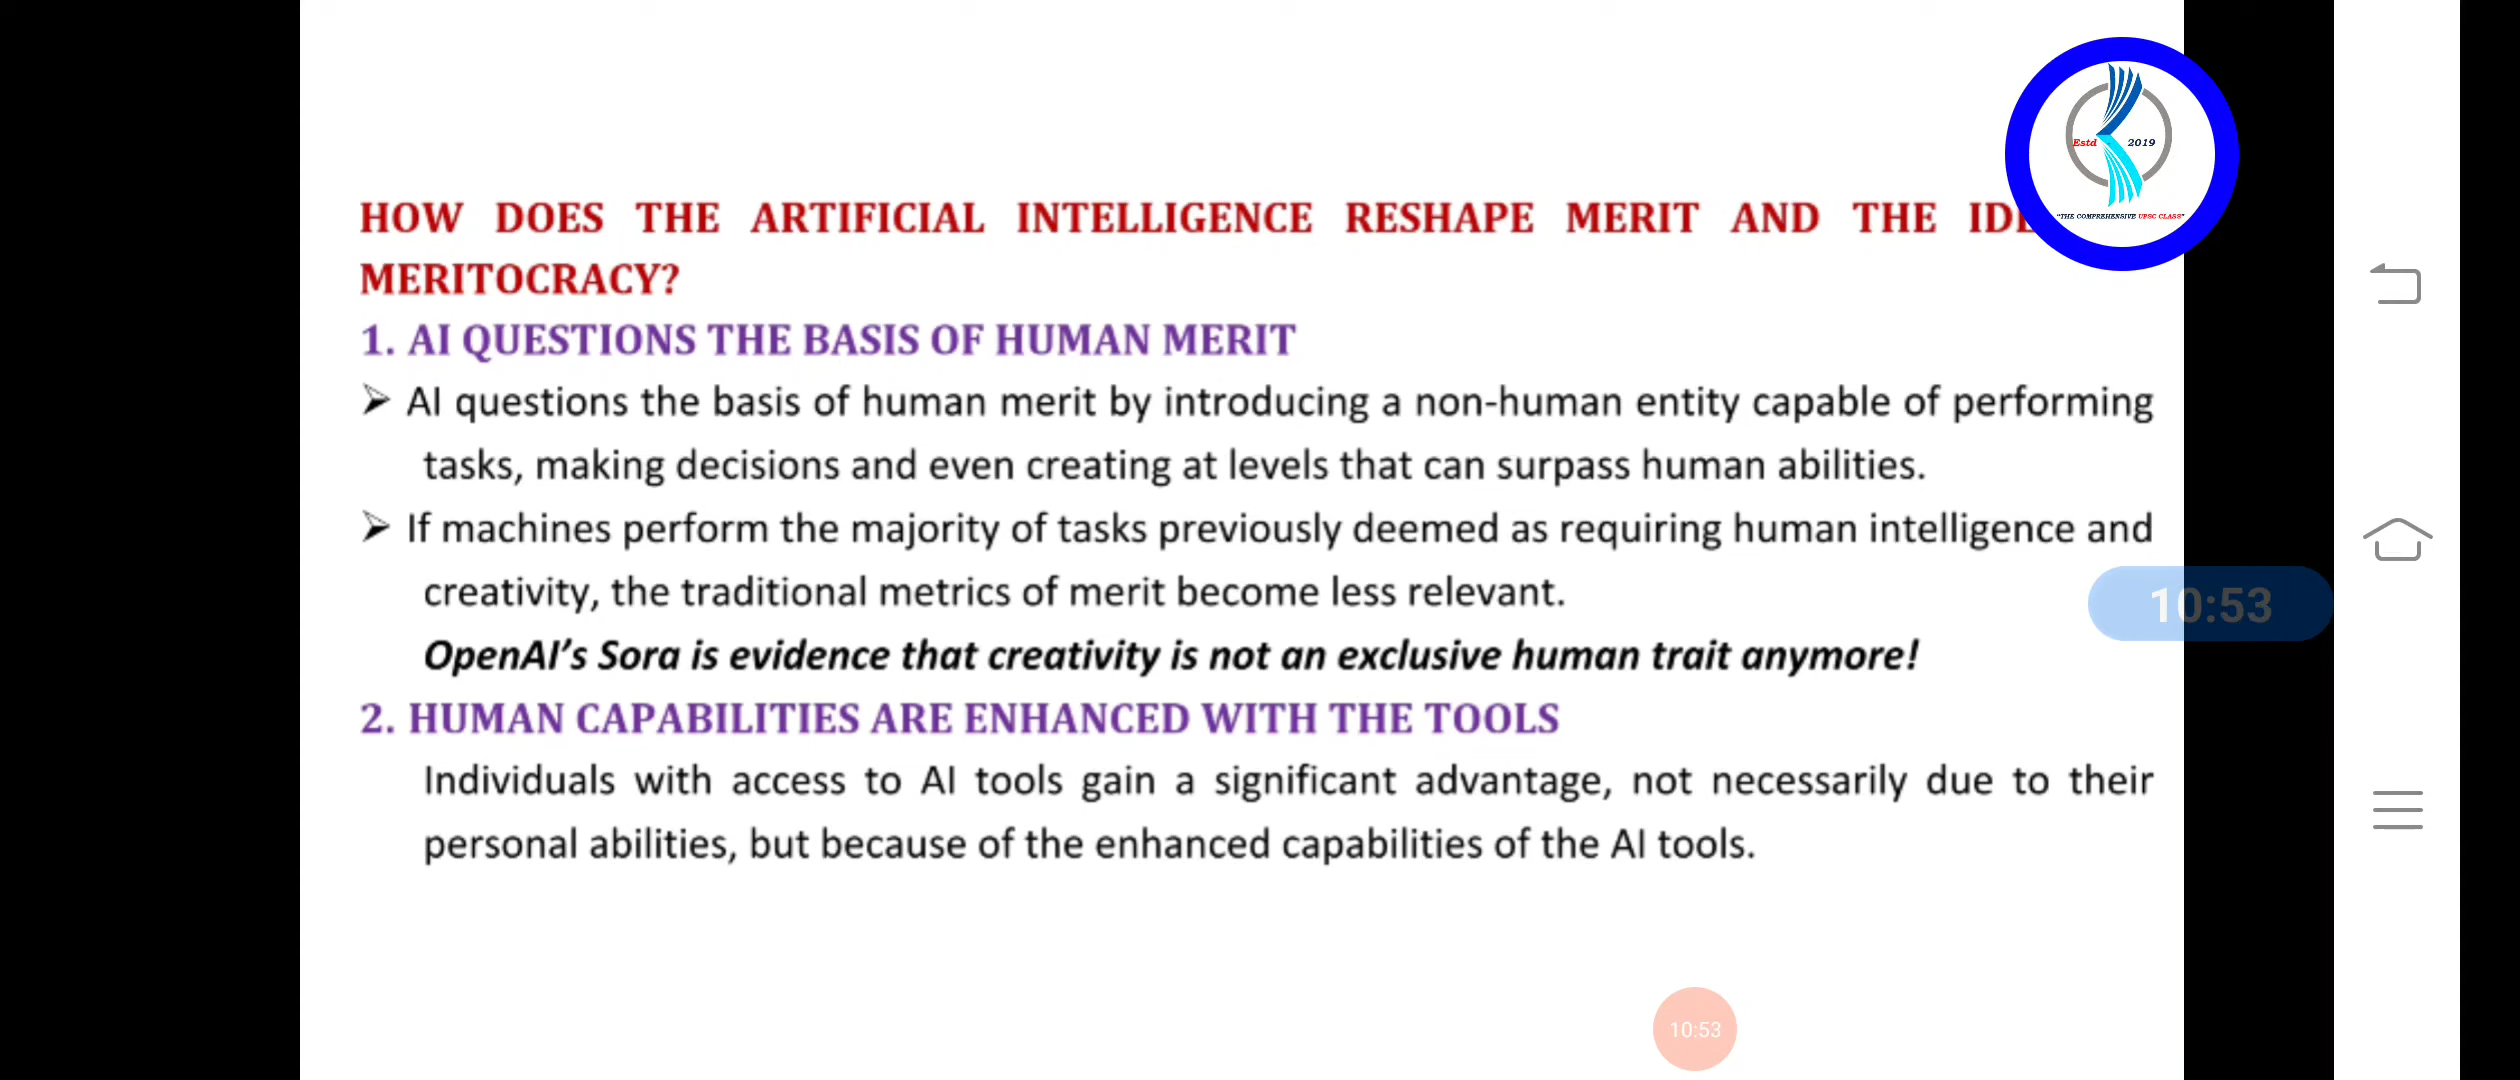 HOW DOES THE ARTIFICIAL INTELLIGENCE RESHAPE MERIT AND THE
MERITOCRACY?
1. AI QUESTIONS THE BASIS OF HUMAN MERIT
➢ AI questions the basis of human merit by introducing a non-human entity capable of performing
tasks, making decisions and even creating at levels that can surpass human abilities.
➢ If machines perform the majority of tasks previously deemed as requiring human intelligence and
creativity, the traditional metrics of merit become less relevant.
OpenAI's Sora is evidence that creativity is not an exclusive human trait anymore!
2. HUMAN CAPABILITIES ARE ENHANCED WITH THE TOOLS
Individuals with access to AI tools gain a significant advantage, not necessarily due to their
personal abilities, but because of the enhanced capabilities of the AI tools.
Estd 2019
"THE COMPREHENSIVE UPSC CLASS"
10:53
10:53